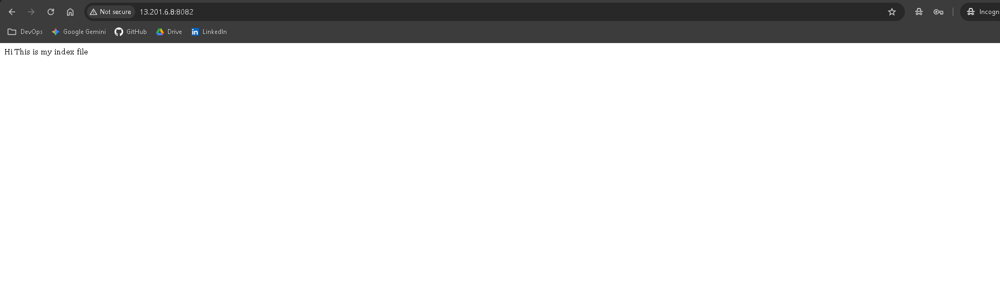 Not secure 13.201.6.8:8082 Incogn
DevOps Google Gemini GitHub Drive LinkedIn
Hi This is my index file